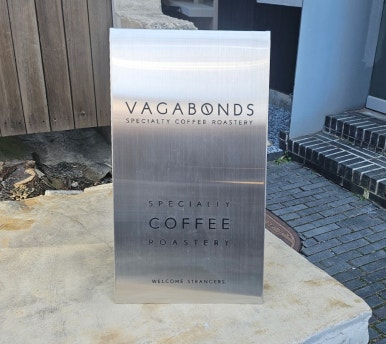 VAGABONDS
SPECIALTY COFFEE ROASTERY
SPECIALTY
COFFEE
ROASTERY
WELCOME STRANGERS